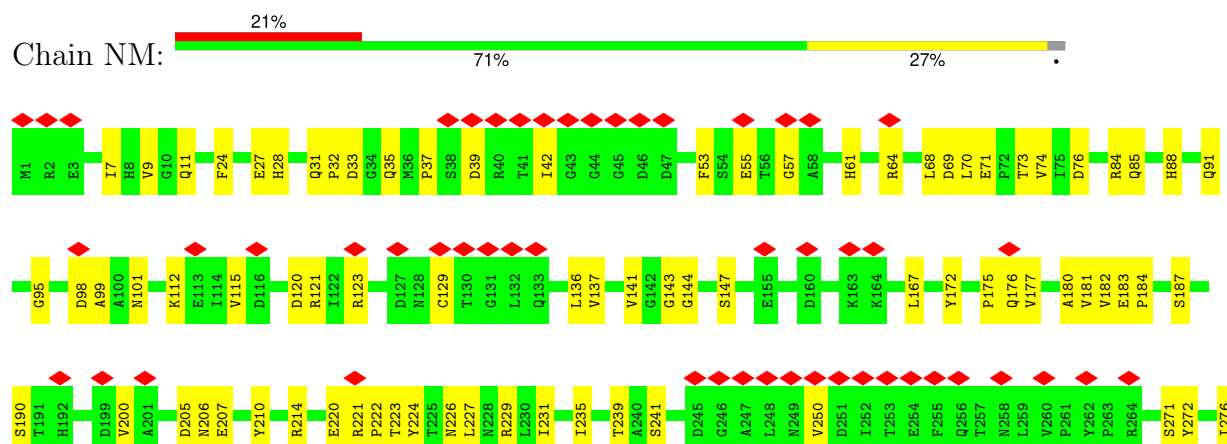 21%
Chain NM:
71% 27% •
M1 R2 E3 I7 H8 V9 G10 Q11 F24 E27 H28 Q31 P32 D33 G34 Q35 M36 P37 S38 D39 R40 T41 I42 G43 G44 G45 D46 D47 F53 S54 E55 T56 G57 A58 H61 R64 L68 D69 L70 E71 P72 T73 V74 I75 D76 R84 Q85 H88 Q91
G95 D98 A99 A100 N101 K112 E113 I114 V115 D116 D120 R121 I122 R123 D127 N128 C129 T130 G131 L132 Q133 L136 V137 V141 G142 G143 G144 S147 E155 D160 K163 K164 L167 Y172 P175 Q176 V177 A180 V181 V182 E183 P184 S187
S190 T191 H192 D199 V200 A201 D205 N206 E207 Y210 R214 E220 R221 P222 T223 Y224 T225 N226 L227 N228 R229 L230 I231 I235 T239 A240 S241 D245 G246 A247 L248 N249 V250 D251 I252 T253 E254 F255 Q256 T257 N258 L259 V260 P261 Y262 P263 R264 S271 Y272